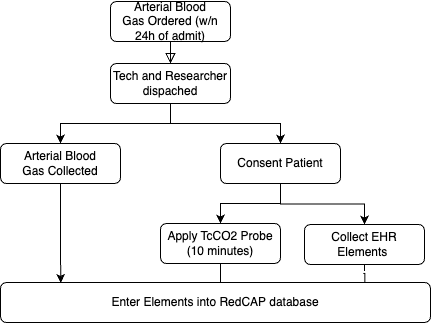 Arterial Blood
Gas Ordered (w/n
24h of admit)
Tech and Researcher
dispached
Arterial Blood
Gas Collected
Consent Patient
Apply TcCO2 Probe
(10 minutes)
Collect EHR
Elements
Enter Elements into RedCAP database